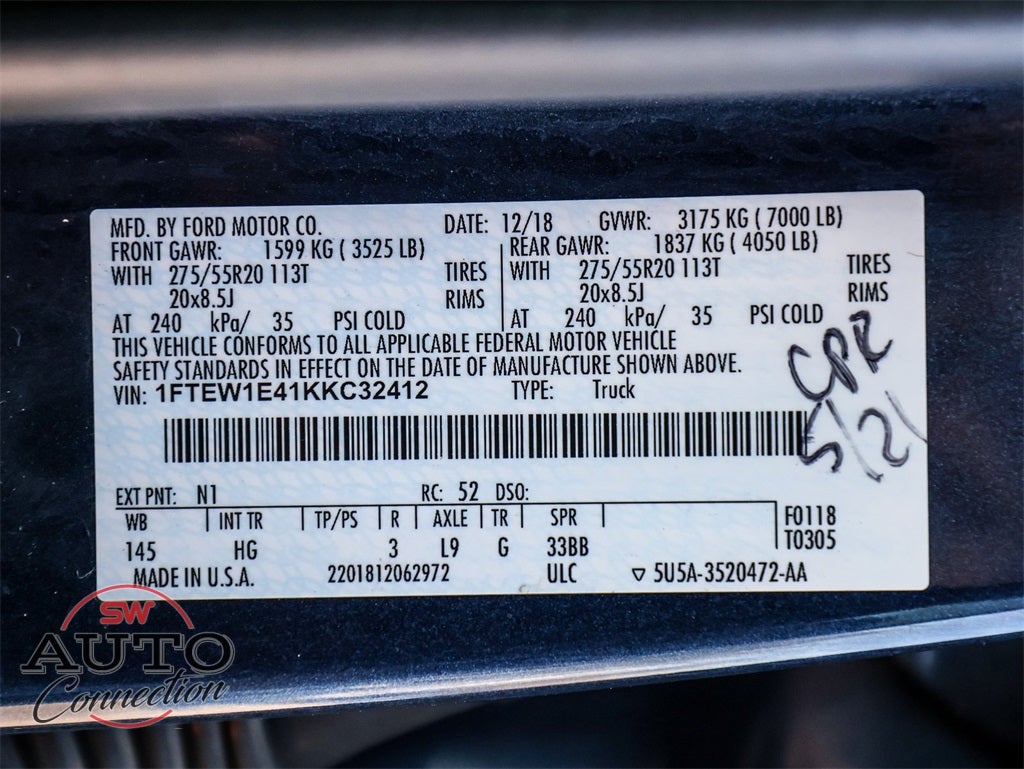 MFD. BY FORD MOTOR CO. DATE: 12/18 GVWR: 3175 KG ( 7000 LB)
FRONT GAWR: 1599 KG ( 3525 LB) REAR GAWR: 1837 KG ( 4050 LB)
WITH 275/55R20 113T TIRES WITH 275/55R20 113T TIRES
20x8.5J RIMS 20x8.5J RIMS
AT 240 kPa/ 35 PSI COLD AT 240 kPa/ 35 PSI COLD
THIS VEHICLE CONFORMS TO ALL APPLICABLE FEDERAL MOTOR VEHICLE
SAFETY STANDARDS IN EFFECT ON THE DATE OF MANUFACTURE SHOWN ABOVE.
VIN: 1FTEW1E41KKC32412 TYPE: Truck
CPR
5/21
EXT PNT: N1 RC: 52 DSO:
WB INT TR TP/PS R AXLE TR SPR F0118
145 HG 3 L9 G 33BB T0305
MADE IN U.S.A. 2201812062972 ULC ▽ 5U5A-3520472-AA
SW
AUTO
Connection